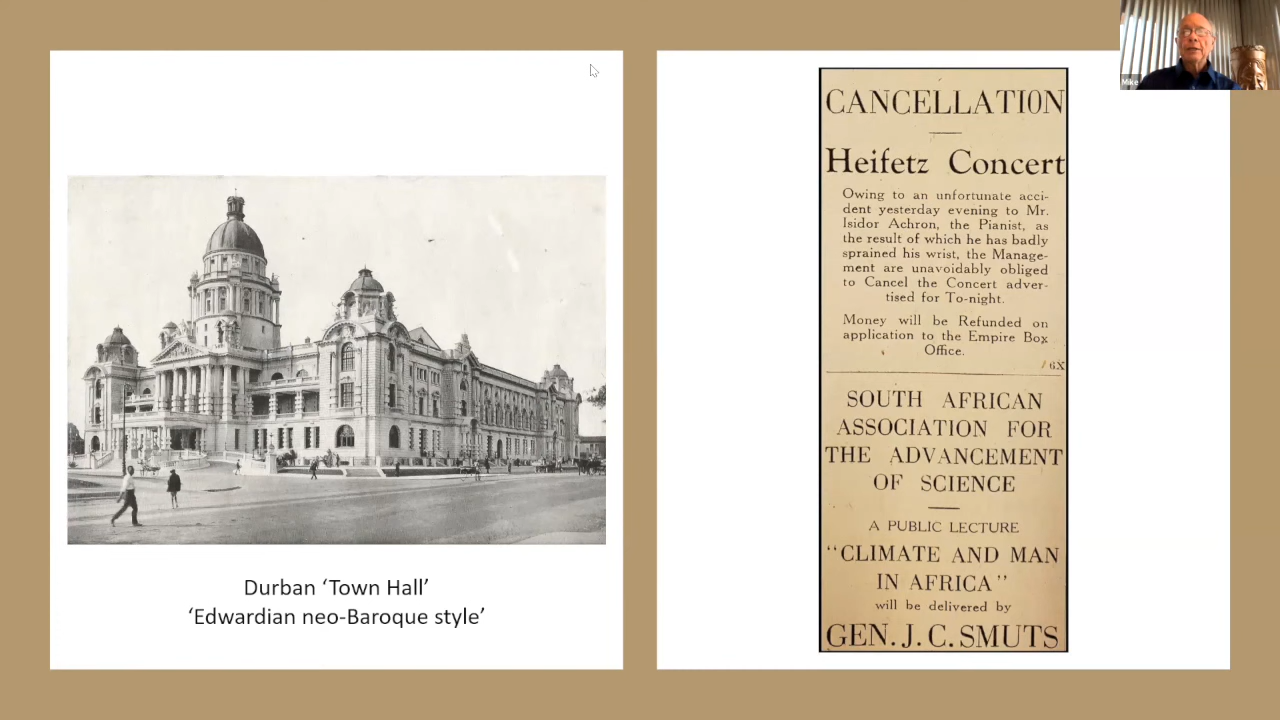 Durban ‘Town Hall’
‘Edwardian neo-Baroque style’
CANCELLATION
Heifetz Concert
Owing to an unfortunate acci-
dent yesterday evening to Mr.
Isidor Achron, the Pianist, as
the result of which he has badly
sprained his wrist, the Manage-
ment are unavoidably obliged
to Cancel the Concert adver-
tised for To-night.
Money will be Refunded on
application to the Empire Box
Office.
6X
SOUTH AFRICAN
ASSOCIATION FOR
THE ADVANCEMENT
OF SCIENCE
A PUBLIC LECTURE
“CLIMATE AND MAN
IN AFRICA”
will be delivered by
GEN. J. C. SMUTS
Mike